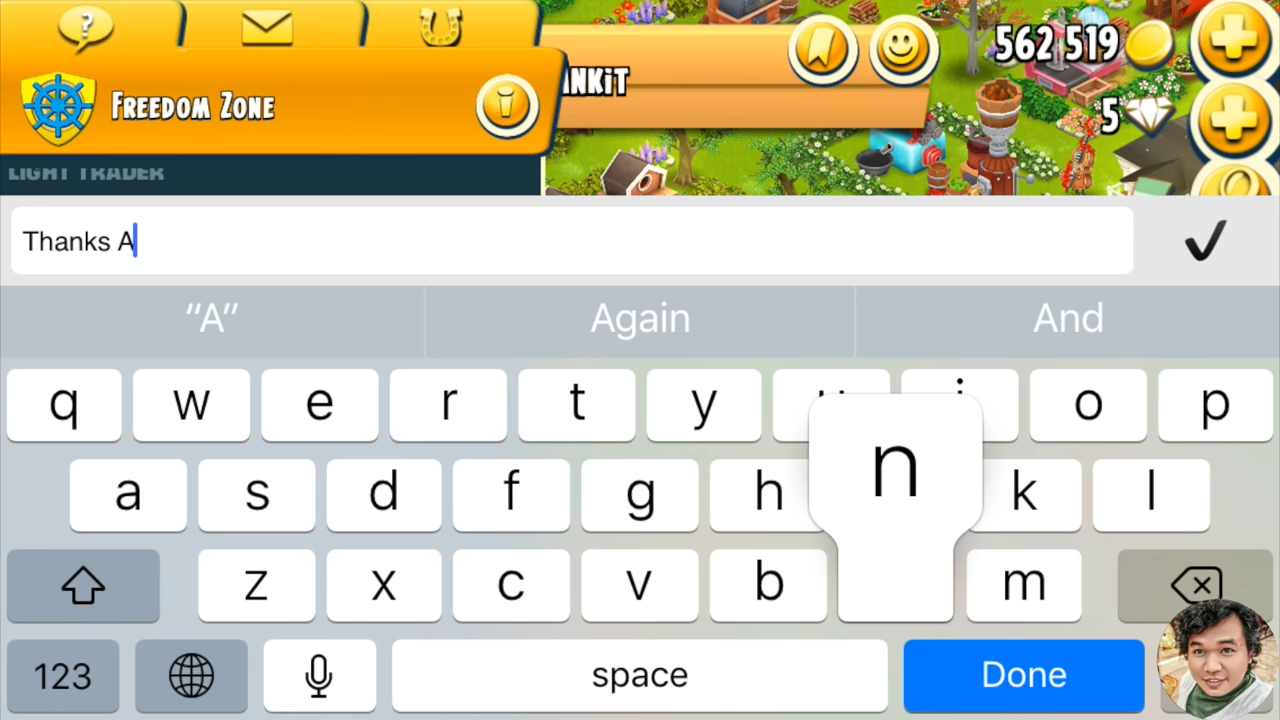 FREEDOM ZONE
NKiT
562 519
5
LIGHT TRADER
Thanks A
“A”
Again
And
q w e r t y o p
a s d f g h k l
n
z x c v b m
123
space
Done